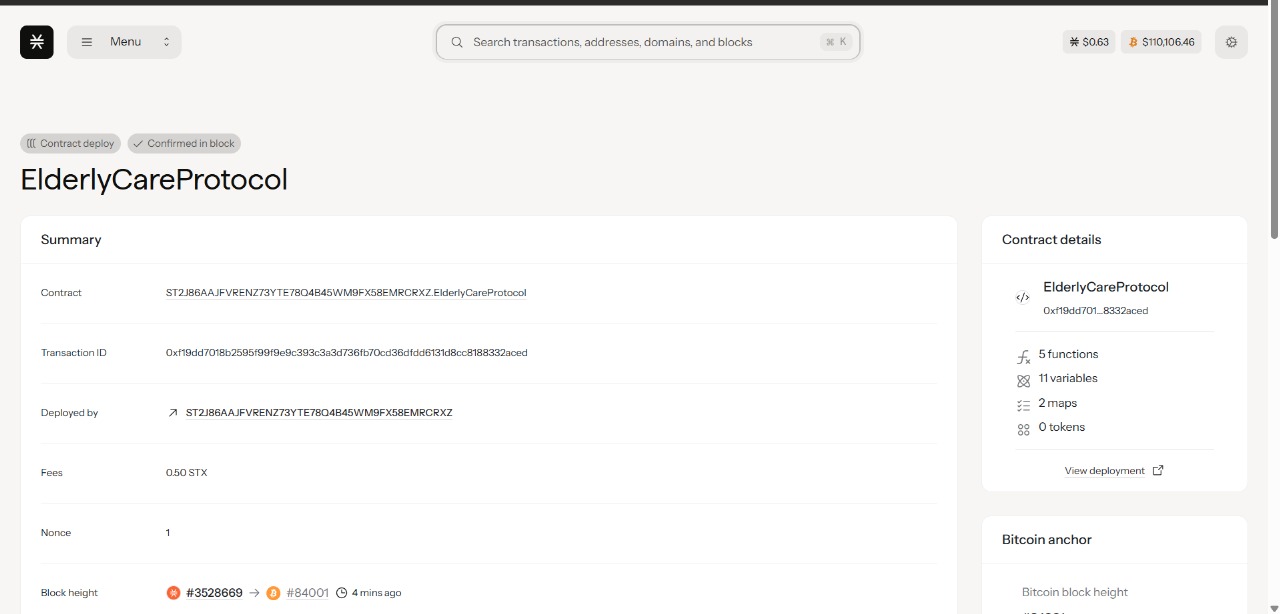 Menu
Search transactions, addresses, domains, and blocks
⌘ K
$0.63
$110,106.46
Contract deploy
Confirmed in block
ElderlyCareProtocol
Summary
Contract
ST2J86AAJFVRENZ73YTE78Q4B45WM9FX58EMRCRXZ.ElderlyCareProtocol
Transaction ID
0xf19dd7018b2595f99f9e9c393c3a3d736fb70cd36dfdd6131d8cc8188332aced
Deployed by
ST2J86AAJFVRENZ73YTE78Q4B45WM9FX58EMRCRXZ
Fees
0.50 STX
Nonce
1
Block height
#3528669 → #84001 4 mins ago
Contract details
ElderlyCareProtocol
0xf19dd701...8332aced
5 functions
11 variables
2 maps
0 tokens
View deployment
Bitcoin anchor
Bitcoin block height